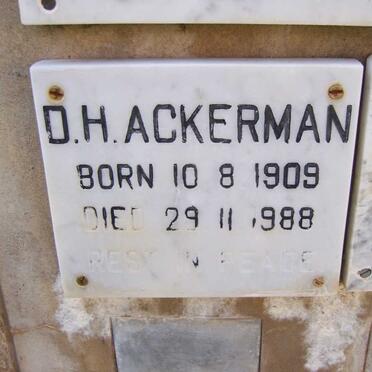 D.H. ACKERMAN
BORN 10 8 1909
DIED 29 11 1988
REST IN PEACE